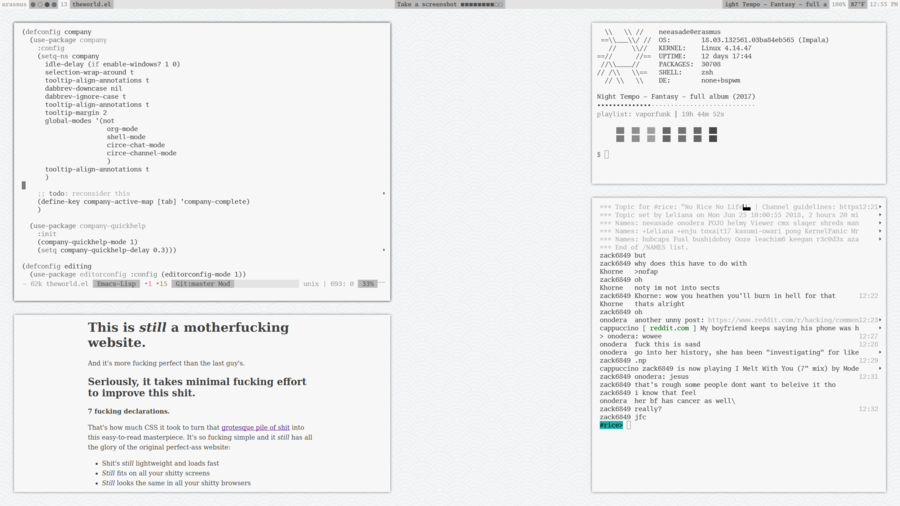 erasmus
13
theworld.el
Take a screenshot
ight Tempo – Fantasy – full a
100%
67°F
12:55 PM
(defconfig company
(use-package company
:config
(setq-ns company
idle-delay (if enable-windows? 1 0)
selection-wrap-around t
tooltip-align-annotations t
dabbrev-downcase nil
dabbrev-ignore-case t
tooltip-align-annotations t
tooltip-margin 2
global-modes '(not
org-mode
shell-mode
circe-chat-mode
circe-channel-mode
)
tooltip-align-annotations t
)
;; todo: reconsider this
(define-key company-active-map [tab] 'company-complete)
)
(use-package company-quickhelp
:init
(company-quickhelp-mode 1)
(setq company-quickhelp-delay 0.3)))
(defconfig editing
(use-package editorconfig :config (editorconfig-mode 1))
- 62k theworld.el Emacs-Lisp •1 •15 Git:master Mod unix | 693: 0 33%
This is still a motherfucking
website.
And it's more fucking perfect than the last guy's.
Seriously, it takes minimal fucking effort
to improve this shit.
7 fucking declarations.
That's how much CSS it took to turn that grotesque pile of shit into
this easy-to-read masterpiece. It's so fucking simple and it still has all
the glory of the original perfect-ass website:
• Shit's still lightweight and loads fast
• Still fits on all your shitty screens
• Still looks the same in all your shitty browsers
neeasade@erasmus
OS: 18.03.132561.03ba84eb565 (Impala)
KERNEL: Linux 4.14.47
UPTIME: 12 days 17:44
PACKAGES: 30708
SHELL: zsh
DE: none+bspwm
Night Tempo – Fantasy – full album (2017)
playlist: vaporfunk | 19h 44m 52s
$
*** Topic for #rice: "No Rice No Life | Channel guidelines: https 12:21
*** Topic set by Leliana on Mon Jun 25 10:00:55 2018, 2 hours 20 mi
*** Names: neeasade onodera POJO helmy Viewer cmx slayer shreds man
*** Names: +Leliana +enju toxait17 kasumi-owari pong KernelPanic Mr
*** Names: hubcaps Fuel bushidoboy Ooze leachim6 keegan r3c0d3x aza
*** End of /NAMES list.
zack6849 but
zack6849 why does this have to do with
Khorne >nofap
zack6849 oh
Khorne noty im not into sects
zack6849 Khorne: wow you heathen you'll burn in hell for that 12:22
Khorne thats alright
zack6849 oh
onodera another unny post: https://www.reddit.com/r/hacking/commen 12:23
cappuccino [ reddit.com ] My boyfriend keeps saying his phone was h
> onodera: wowee 12:27
onodera fuck this is sasd 12:28
onodera go into her history, she has been "investigating" for like
zack6849 .np 12:29
cappuccino zack6849 is now playing I Melt With You (7" mix) by Mode
zack6849 onodera: jesus 12:31
zack6849 that's rough some people dont want to beleive it tho
zack6849 i know that feel
onodera her bf has cancer as well\
zack6849 really? 12:32
zack6849 jfc
#rice>